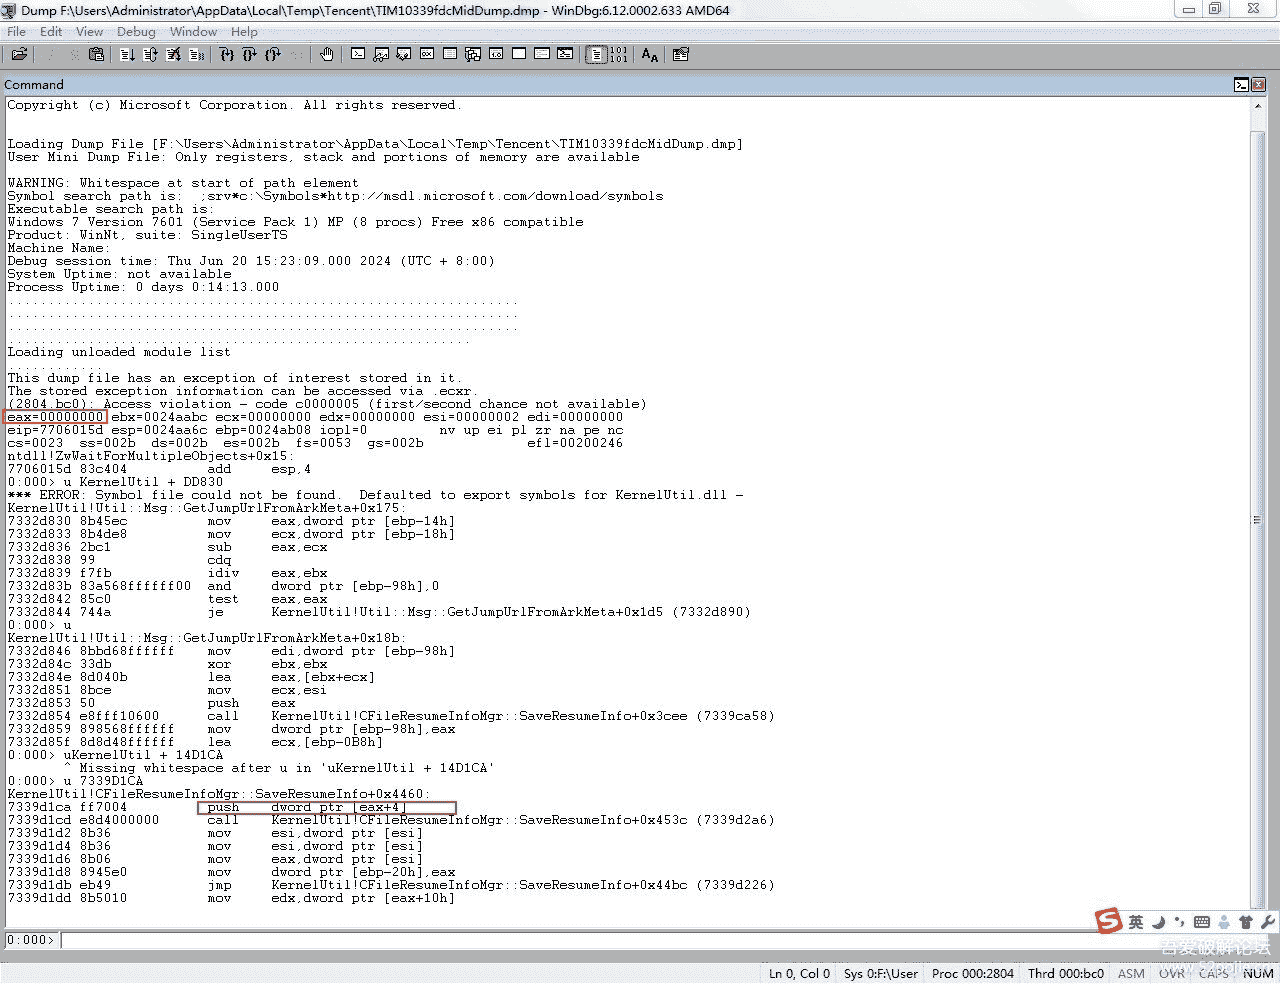 Dump F:\Users\Administrator\AppData\Local\Temp\Tencent\TIM10339fdcMidDump.dmp - WinDbg:6.12.0002.633 AMD64
File Edit View Debug Window Help
Command
Copyright (c) Microsoft Corporation. All rights reserved.
Loading Dump File [F:\Users\Administrator\AppData\Local\Temp\Tencent\TIM10339fdcMidDump.dmp]
User Mini Dump File: Only registers, stack and portions of memory are available
WARNING: Whitespace at start of path element
Symbol search path is:  ;srv*c:\Symbols*http://msdl.microsoft.com/download/symbols
Executable search path is:
Windows 7 Version 7601 (Service Pack 1) MP (8 procs) Free x86 compatible
Product: WinNt, suite: SingleUserTS
Machine Name:
Debug session time: Thu Jun 20 15:23:09.000 2024 (UTC + 8:00)
System Uptime: not available
Process Uptime: 0 days 0:14:13.000
................................................................
................................................................
................................................................
..........................................................
Loading unloaded module list
............
This dump file has an exception of interest stored in it.
The stored exception information can be accessed via .ecxr.
(2804.bc0): Access violation - code c0000005 (first/second chance not available)
eax=00000000 ebx=0024aabc ecx=00000000 edx=00000000 esi=00000002 edi=00000000
eip=7706015d esp=0024aa6c ebp=0024ab08 iopl=0         nv up ei pl zr na pe nc
cs=0023  ss=002b  ds=002b  es=002b  fs=0053  gs=002b             efl=00200246
ntdll!ZwWaitForMultipleObjects+0x15:
7706015d 83c404          add     esp,4
0:000> u KernelUtil + DD830
*** ERROR: Symbol file could not be found.  Defaulted to export symbols for KernelUtil.dll -
KernelUtil!Util::Msg::GetJumpUrlFromArkMeta+0x175:
7332d830 8b45ec          mov     eax,dword ptr [ebp-14h]
7332d833 8b4de8          mov     ecx,dword ptr [ebp-18h]
7332d836 2bc1            sub     eax,ecx
7332d838 99              cdq
7332d839 f7fb            idiv    eax,ebx
7332d83b 83a568ffffff00  and     dword ptr [ebp-98h],0
7332d842 85c0            test    eax,eax
7332d844 744a            je      KernelUtil!Util::Msg::GetJumpUrlFromArkMeta+0x1d5 (7332d890)
0:000> u
KernelUtil!Util::Msg::GetJumpUrlFromArkMeta+0x18b:
7332d846 8bbd68ffffff    mov     edi,dword ptr [ebp-98h]
7332d84c 33db            xor     ebx,ebx
7332d84e 8d040b          lea     eax,[ebx+ecx]
7332d851 8bce            mov     ecx,esi
7332d853 50              push    eax
7332d854 e8fff10600      call    KernelUtil!CFileResumeInfoMgr::SaveResumeInfo+0x3cee (7339ca58)
7332d859 898568ffffff    mov     dword ptr [ebp-98h],eax
7332d85f 8d8d48ffffff    lea     ecx,[ebp-0B8h]
0:000> uKernelUtil + 14D1CA
       ^ Missing whitespace after u in 'uKernelUtil + 14D1CA'
0:000> u 7339D1CA
KernelUtil!CFileResumeInfoMgr::SaveResumeInfo+0x4460:
7339d1ca ff7004          push    dword ptr [eax+4]
7339d1cd e8d4000000      call    KernelUtil!CFileResumeInfoMgr::SaveResumeInfo+0x453c (7339d2a6)
7339d1d2 8b36            mov     esi,dword ptr [esi]
7339d1d4 8b36            mov     esi,dword ptr [esi]
7339d1d6 8b06            mov     eax,dword ptr [esi]
7339d1d8 8945e0          mov     dword ptr [ebp-20h],eax
7339d1db eb49            jmp     KernelUtil!CFileResumeInfoMgr::SaveResumeInfo+0x44bc (7339d226)
7339d1dd 8b5010          mov     edx,dword ptr [eax+10h]
英
0:000>
吾爱破解论坛
Ln 0, Col 0 Sys 0:F:\User Proc 000:2804 Thrd 000:bc0 ASM OVR CAPS NUM